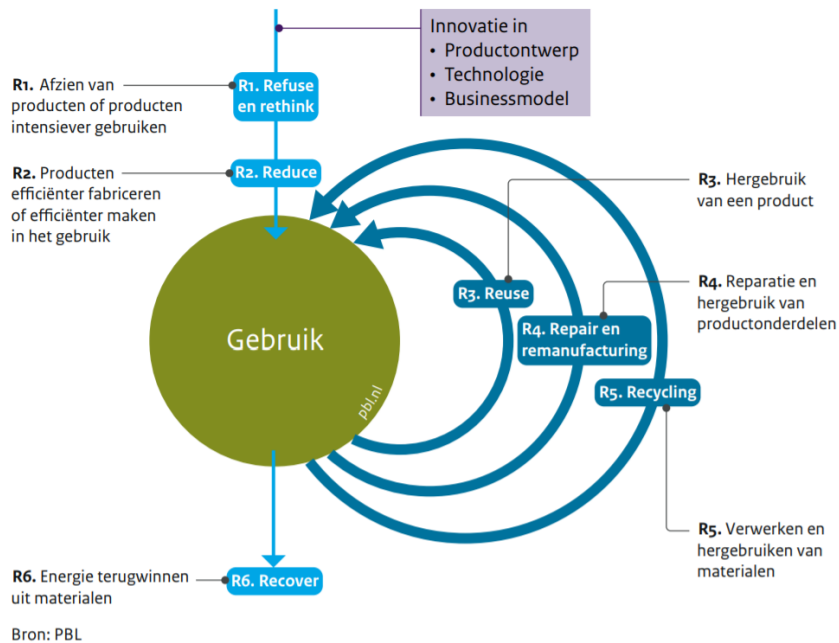 Innovatie in
• Productontwerp
• Technologie
• Businessmodel
R1. Afzien van
producten of producten
intensiever gebruiken
R1. Refuse
en rethink
R2. Producten
efficiënter fabriceren
of efficiënter maken
in het gebruik
R2. Reduce
R3. Hergebruik
van een product
R3. Reuse
R4. Reparatie en
hergebruik van
productonderdelen
R4. Repair en
remanufacturing
Gebruik
pbl.nl
R5. Recycling
R5. Verwerken en
hergebruiken van
materialen
R6. Energie terugwinnen
uit materialen
R6. Recover
Bron: PBL